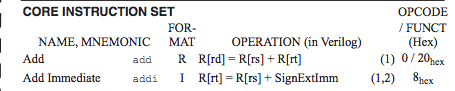 CORE INSTRUCTION SET OPCODE
FOR- / FUNCT
NAME, MNEMONIC MAT OPERATION (in Verilog) (Hex)
Add add R R[rd] = R[rs] + R[rt] (1) 0 / 20hex
Add Immediate addi I R[rt] = R[rs] + SignExtImm (1,2) 8hex